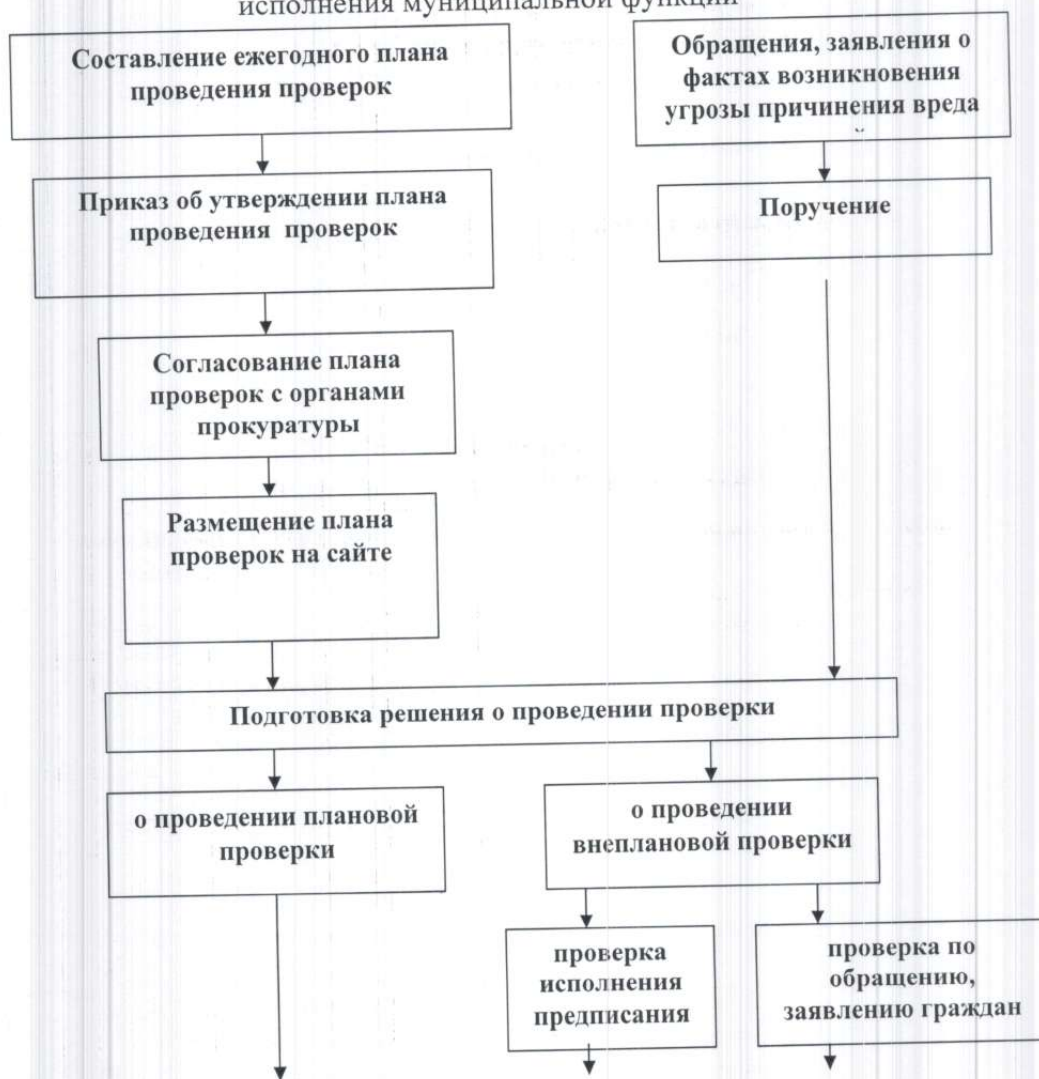 исполнения муниципальной функции
Составление ежегодного плана
проведения проверок
Обращения, заявления о
фактах возникновения
угрозы причинения вреда
Приказ об утверждении плана
проведения проверок
Поручение
Согласование плана
проверок с органами
прокуратуры
Размещение плана
проверок на сайте
Подготовка решения о проведении проверки
о проведении плановой
проверки
о проведении
внеплановой проверки
проверка
исполнения
предписания
проверка по
обращению,
заявлению граждан